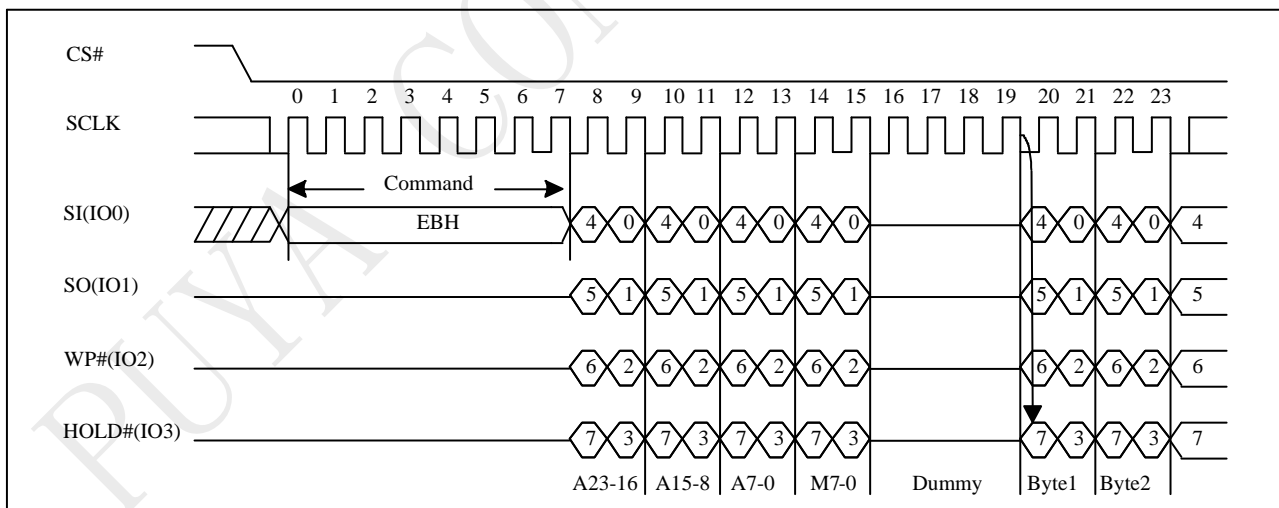 PUYA CON
CS#
0 1 2 3 4 5 6 7 8 9 10 11 12 13 14 15 16 17 18 19 20 21 22 23
SCLK
Command
SI(IO0) EBH 4 0 4 0 4 0 4 0 4 0 4 0 4
SO(IO1) 5 1 5 1 5 1 5 1 5 1 5 1 5
WP#(IO2) 6 2 6 2 6 2 6 2 6 2 6 2 6
HOLD#(IO3) 7 3 7 3 7 3 7 3 7 3 7 3 7
A23-16 A15-8 A7-0 M7-0 Dummy Byte1 Byte2